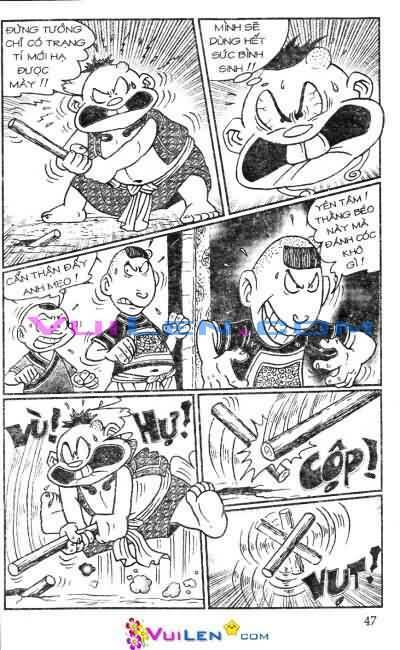 ĐỪNG TƯỞNG
CHỈ CÓ TRẠNG
TÍ MỚI HẠ
ĐƯỢC
MÀY !!
MÌNH SẼ
DÙNG HẾT
SỨC BÌNH
SINH !!
CẨN THẬN ĐẤY
ANH MẸO !
YÊN TÂM !
THẰNG BÉO
NÀY MÀ
ĐÁNH CÓC
KHÔ
GÌ !
VUILEN.COM
VÙ!
HỰ!
CỘP!
VỤT!
47
VUILEN.COM